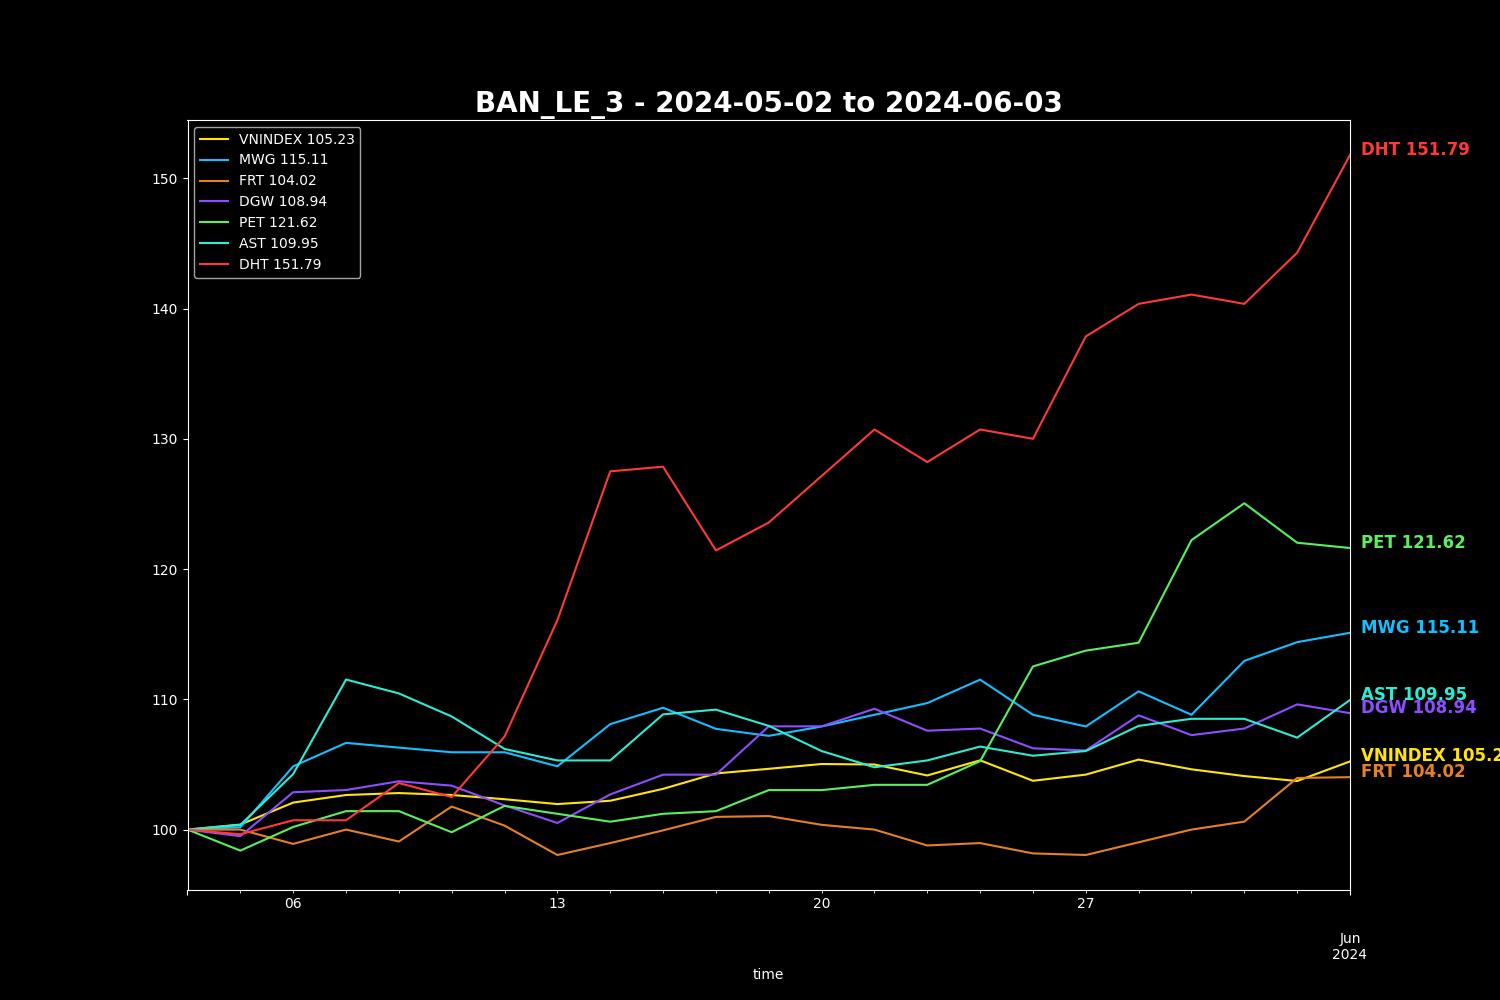 BAN_LE_3 - 2024-05-02 to 2024-06-03
VNINDEX 105.23
MWG 115.11
FRT 104.02
DGW 108.94
PET 121.62
AST 109.95
DHT 151.79
150
140
130
120
110
100
DHT 151.79
PET 121.62
MWG 115.11
AST 109.95
DGW 108.94
VNINDEX 105.2
FRT 104.02
06
13
20
27
Jun
2024
time